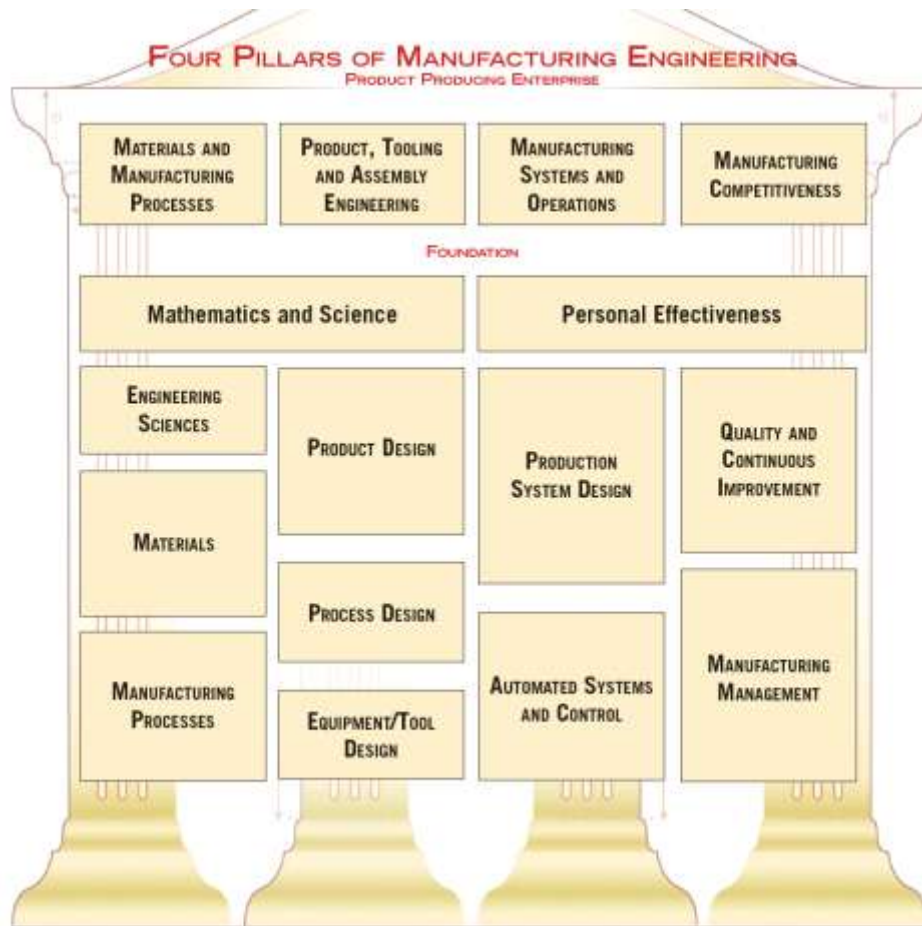 Four Pillars of Manufacturing Engineering
Product Producing Enterprise
Materials and
Manufacturing
Processes
Product, Tooling
and Assembly
Engineering
Manufacturing
Systems and
Operations
Manufacturing
Competitiveness
Foundation
Mathematics and Science
Personal Effectiveness
Engineering
Sciences
Materials
Manufacturing
Processes
Product Design
Process Design
Equipment/Tool
Design
Production
System Design
Automated Systems
and Control
Quality and
Continuous
Improvement
Manufacturing
Management